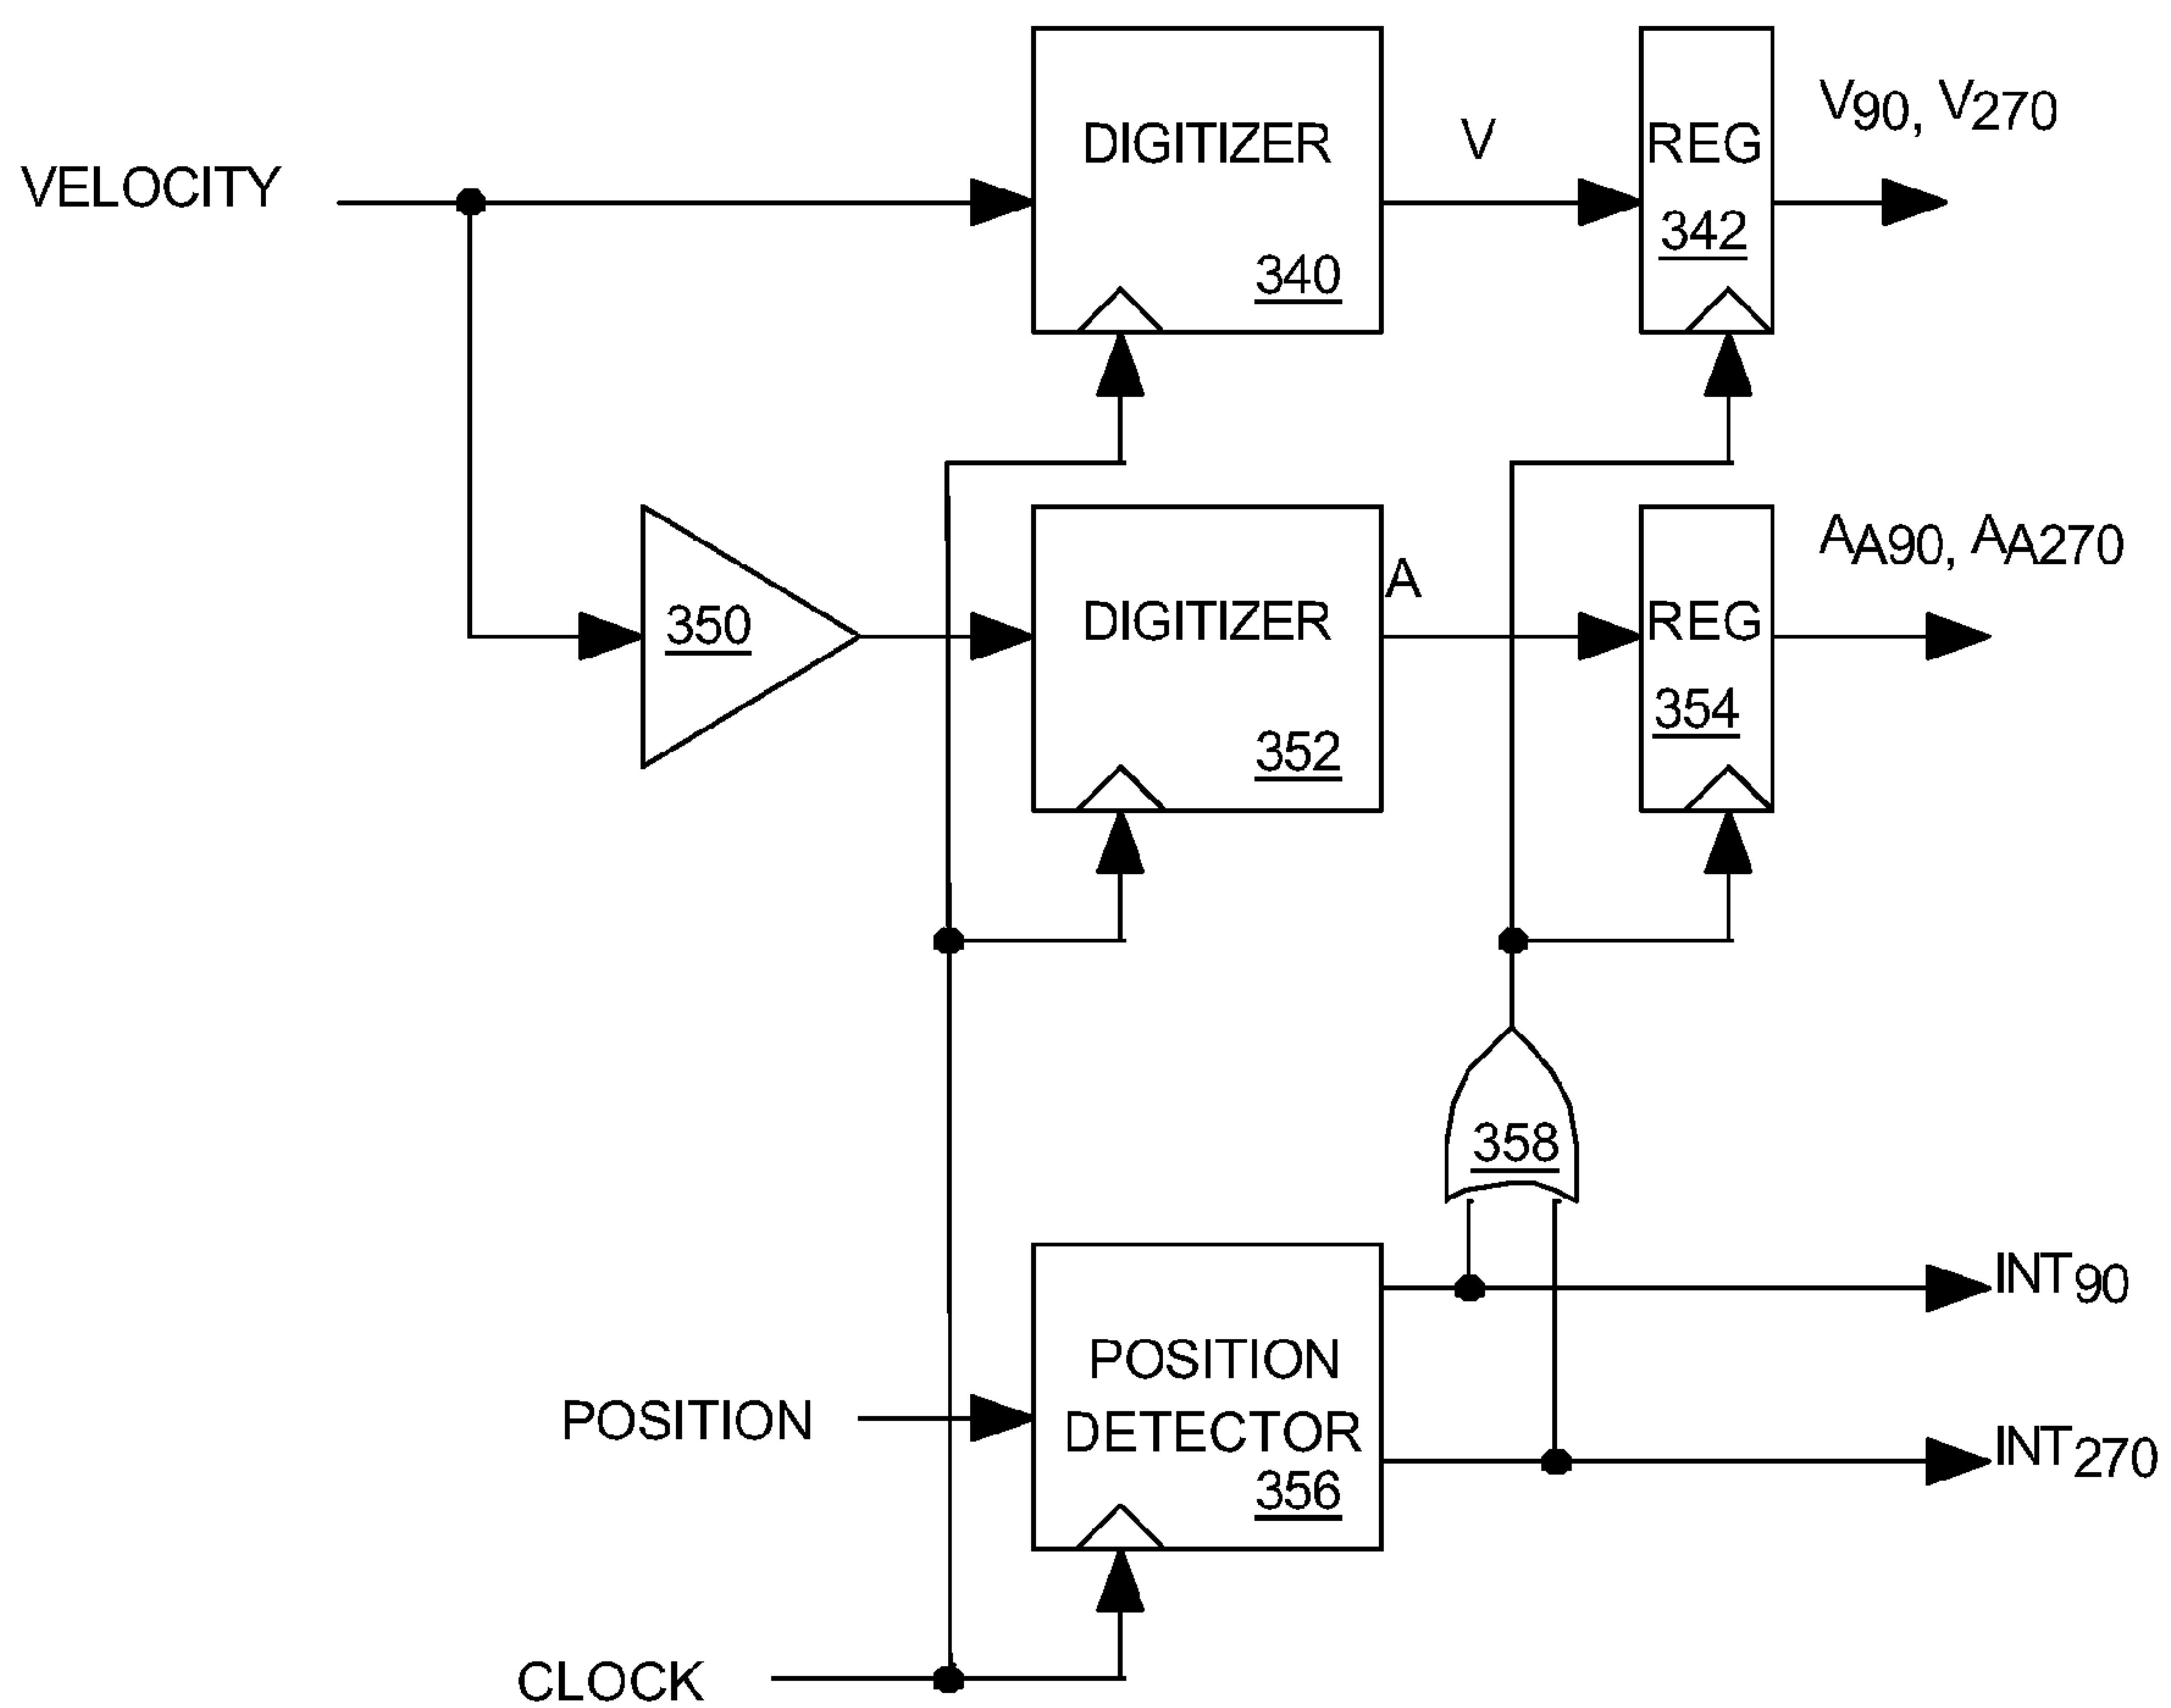 V90, V270
DIGITIZER
V
REG
VELOCITY
342
340
AA90, AA270
A
350
DIGITIZER
REG
354
352
358
INT90
POSITION
POSITION
DETECTOR
INT270
356
CLOCK